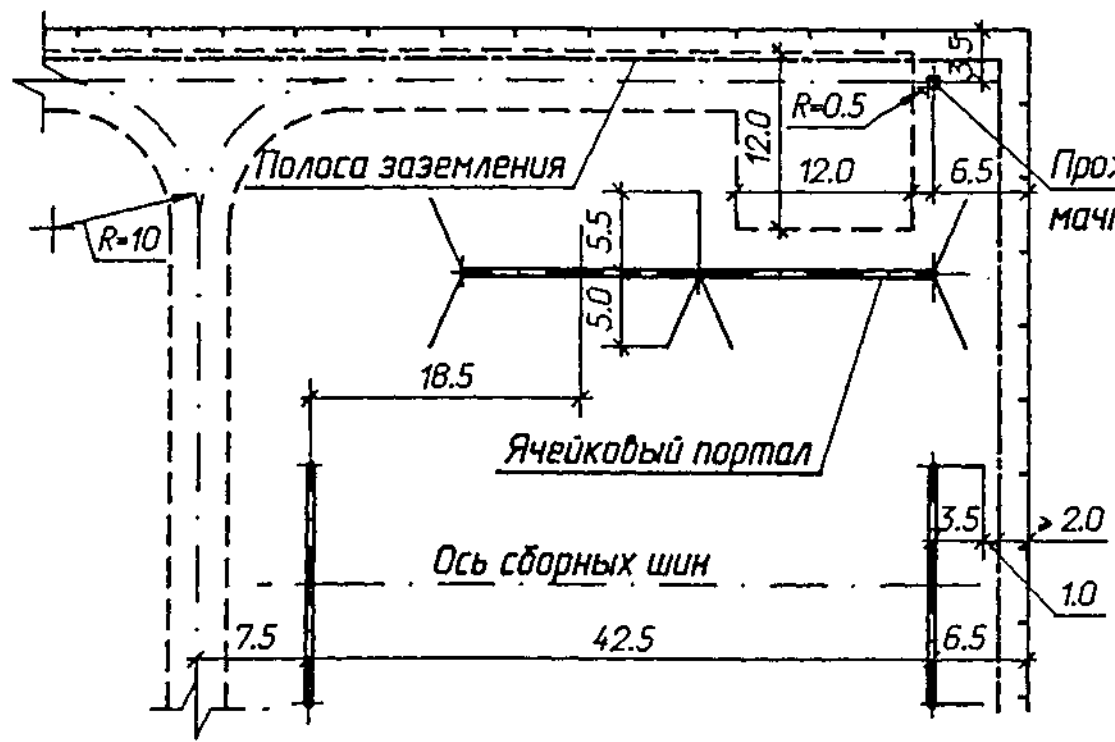 3.5
R=0.5
12.0
Полоса заземления
12.0
6.5
R=10
5.5
5.0
18.5
Ячейковый портал
3.5
> 2.0
Ось сборных шин
1.0
7.5
42.5
6.5